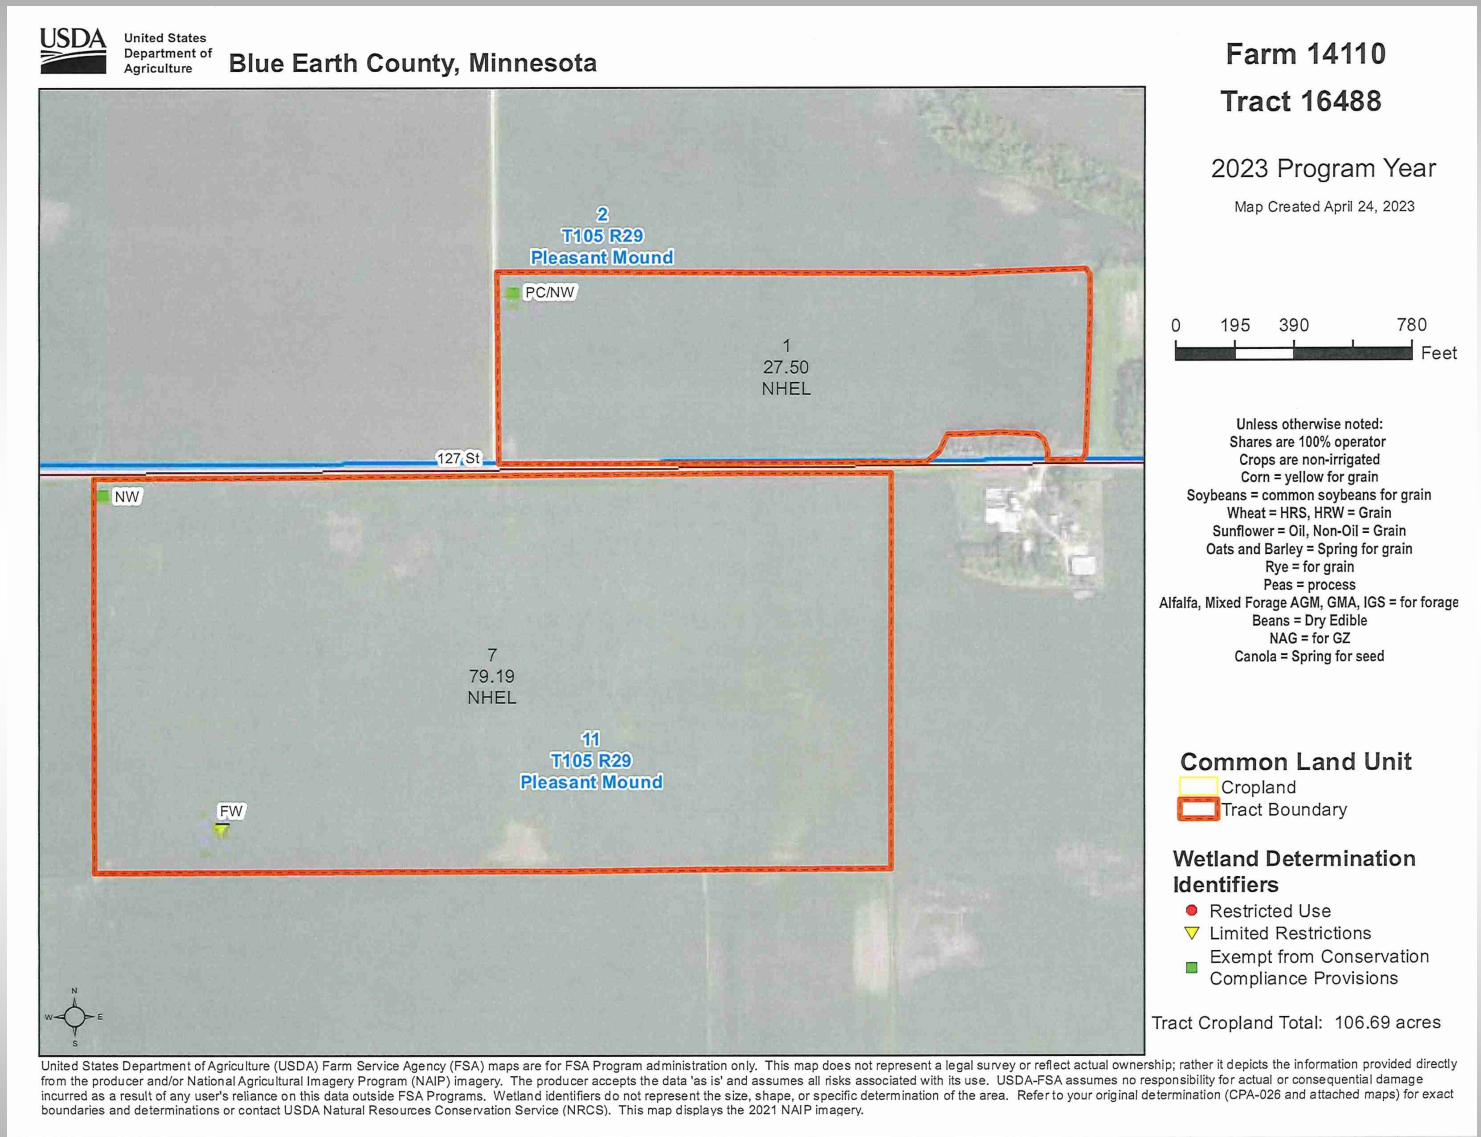 USDA
United States
Department of
Agriculture
Blue Earth County, Minnesota
Farm 14110
Tract 16488
2023 Program Year
Map Created April 24, 2023
2
T105 R29
Pleasant Mound
PC/NW
1
27.50
NHEL
127 St
NW
7
79.19
NHEL
11
T105 R29
Pleasant Mound
FW
N
W E
S
0 195 390 780
Feet
Unless otherwise noted:
Shares are 100% operator
Crops are non-irrigated
Corn = yellow for grain
Soybeans = common soybeans for grain
Wheat = HRS, HRW = Grain
Sunflower = Oil, Non-Oil = Grain
Oats and Barley = Spring for grain
Rye = for grain
Peas = process
Alfalfa, Mixed Forage AGM, GMA, IGS = for forage
Beans = Dry Edible
NAG = for GZ
Canola = Spring for seed
Common Land Unit
Cropland
Tract Boundary
Wetland Determination
Identifiers
Restricted Use
Limited Restrictions
Exempt from Conservation
Compliance Provisions
Tract Cropland Total: 106.69 acres
United States Department of Agriculture (USDA) Farm Service Agency (FSA) maps are for FSA Program administration only. This map does not represent a legal survey or reflect actual ownership; rather it depicts the information provided directly
from the producer and/or National Agricultural Imagery Program (NAIP) imagery. The producer accepts the data 'as is' and assumes all risks associated with its use. USDA-FSA assumes no responsibility for actual or consequential damage
incurred as a result of any user's reliance on this data outside FSA Programs. Wetland identifiers do not represent the size, shape, or specific determination of the area. Refer to your original determination (CPA-026 and attached maps) for exact
boundaries and determinations or contact USDA Natural Resources Conservation Service (NRCS). This map displays the 2021 NAIP imagery.